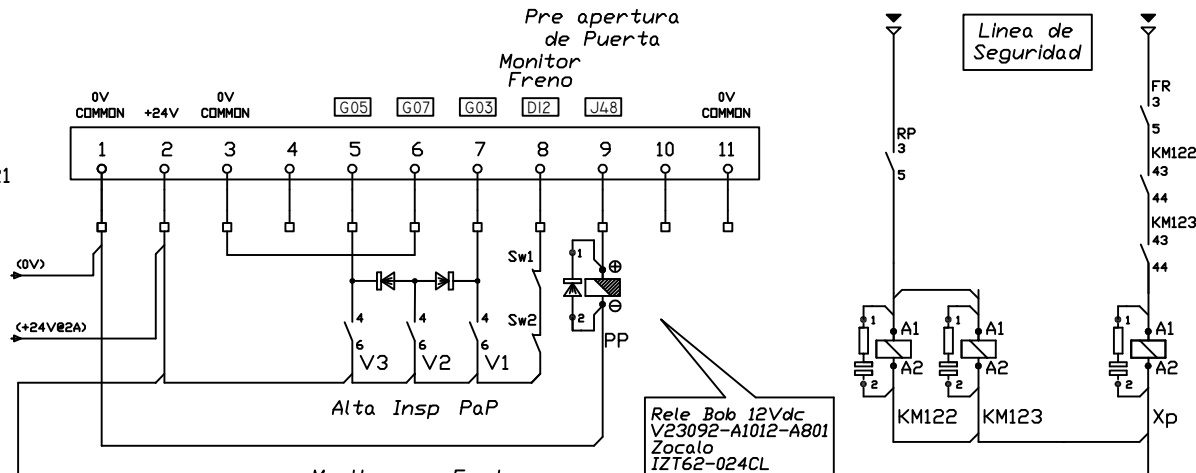 Pre apertura
de Puerta
Monitor
Freno
0V
COMMON
+24V
0V
COMMON
G05
G07
G03
DI2
J48
0V
COMMON
1 2 3 4 5 6 7 8 9 10 11
21
(0V)
(+24V@2A)
4
6
V3
4
6
V2
4
6
V1
Sw1
Sw2
1
2
PP
Alta Insp PaP
Rele Bob 12Vdc
V23092-A1012-A801
Zocalo
IZT62-024CL
Linea de
Seguridad
RP
3
5
FR
3
5
KM122
43
44
KM123
43
44
1
2
A1
A2
KM122
1
2
A1
A2
KM123
1
2
A1
A2
Xp